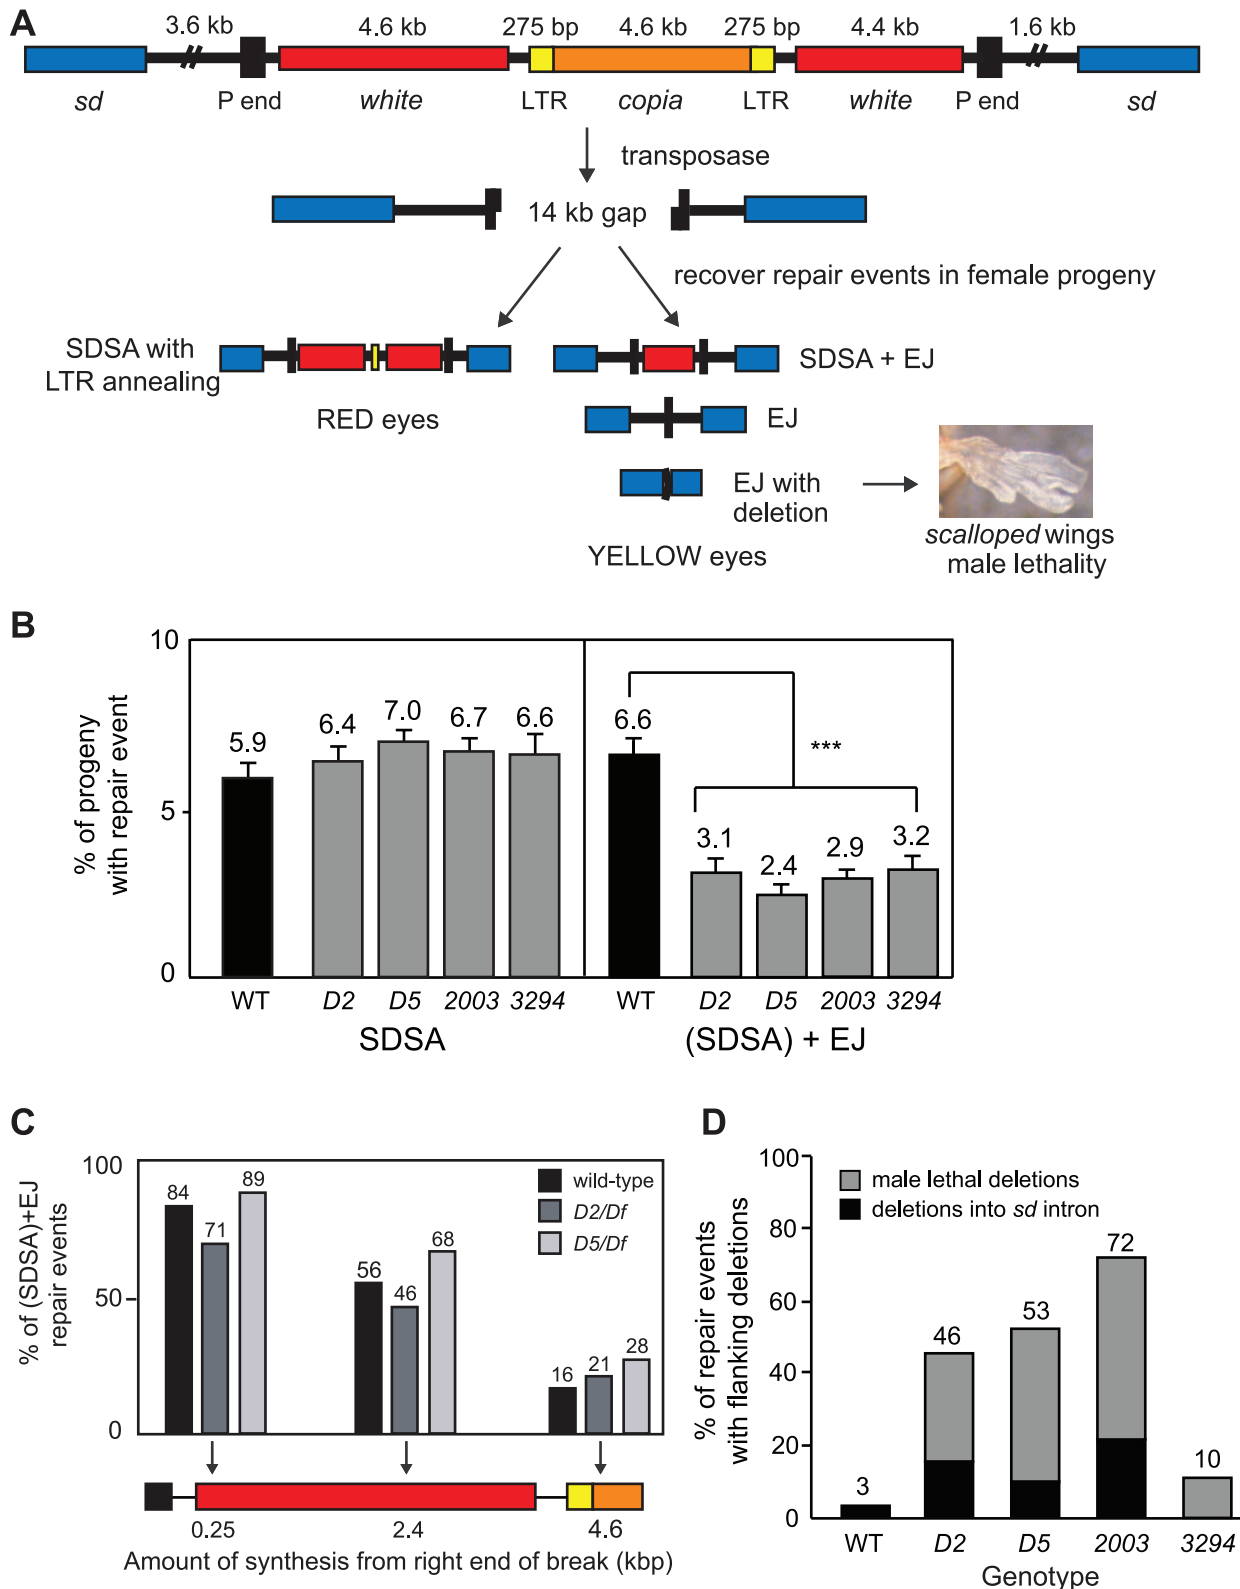 A
3.6 kb 4.6 kb 275 bp 4.6 kb 275 bp 4.4 kb 1.6 kb
sd P end white LTR copia LTR white P end sd
transposase
14 kb gap
recover repair events in female progeny
SDSA with
LTR annealing
RED eyes
SDSA + EJ
EJ
EJ with
deletion
YELLOW eyes
scalloped wings
male lethality
B
% of progeny
with repair event
10
5
0
5.9 6.4 7.0 6.7 6.6
6.6 3.1 2.4 2.9 3.2
***
WT D2 D5 2003 3294
WT D2 D5 2003 3294
SDSA
(SDSA) + EJ
C
% of (SDSA)+EJ
repair events
100
50
0
84 71 89
56 46 68
16 21 28
wild-type
D2/Df
D5/Df
0.25 2.4 4.6
Amount of synthesis from right end of break (kbp)
D
% of repair events
with flanking deletions
100
80
60
40
20
0
male lethal deletions
deletions into sd intron
3 46 53 72 10
WT D2 D5 2003 3294
Genotype